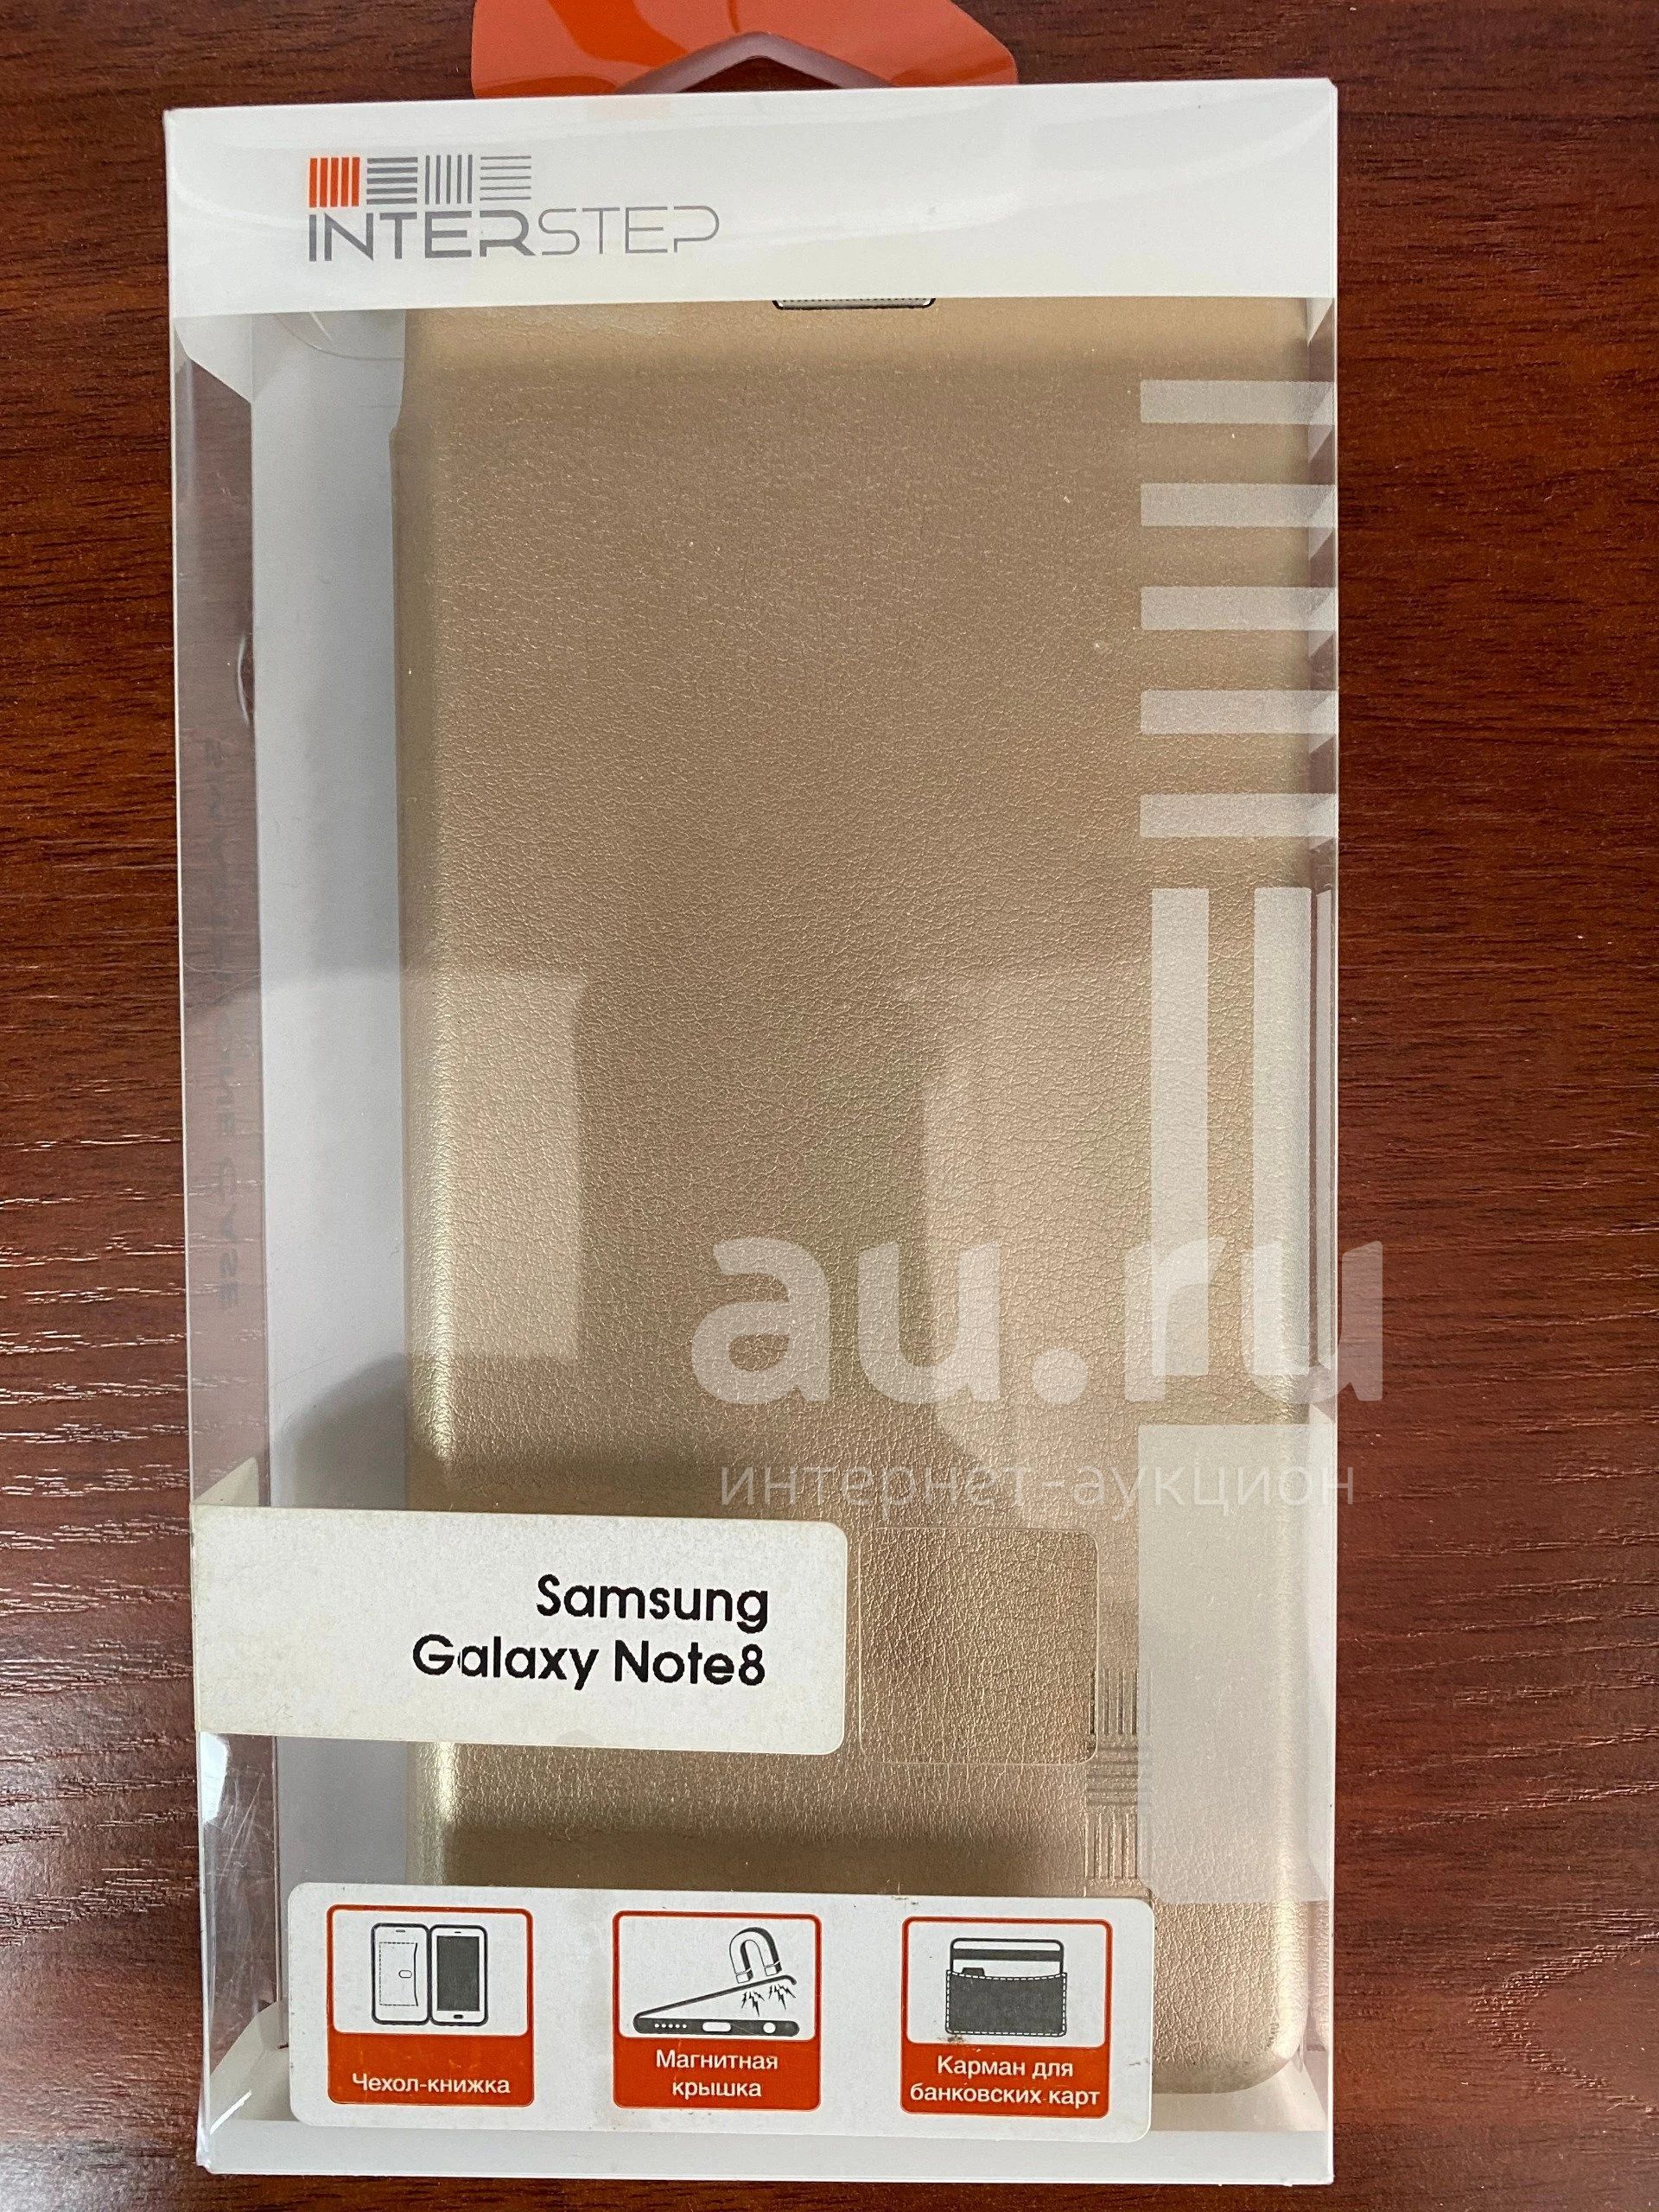 INTERSTEP
au.ru
интернет-аукцион
Samsung
Galaxy Note8
Чехол-книжка
Магнитная
крышка
Карман для
банковских карт